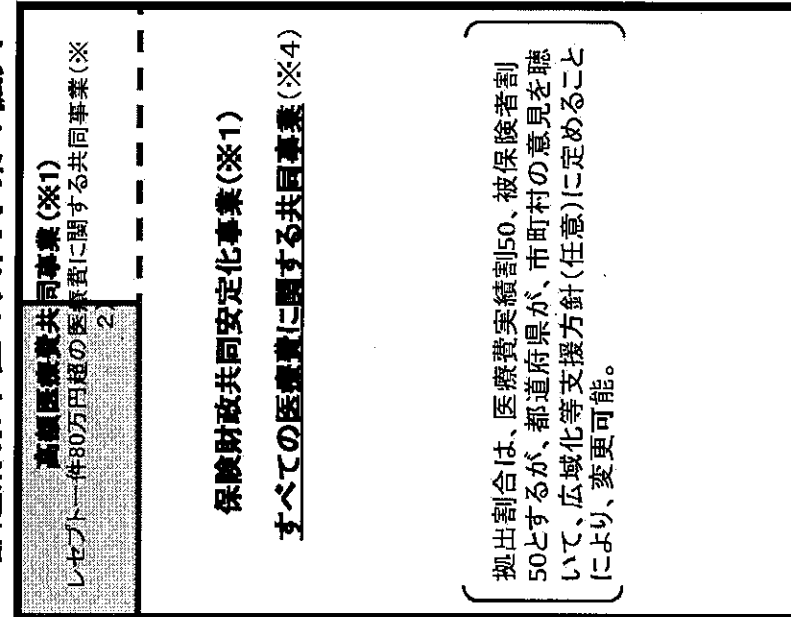 高額医療費共同事業(※1)
レセプト一件80万円超の医療費に関する共同事業(※
2
保険財政共同安定化事業(※1)
すべての医療費に関する共同事業(※4)
拠出割合は、医療費実績割50、被保険者割
50とするが、都道府県が、市町村の意見を聴
いて、広域化等支援方針(任意)に定めること
により、変更可能。